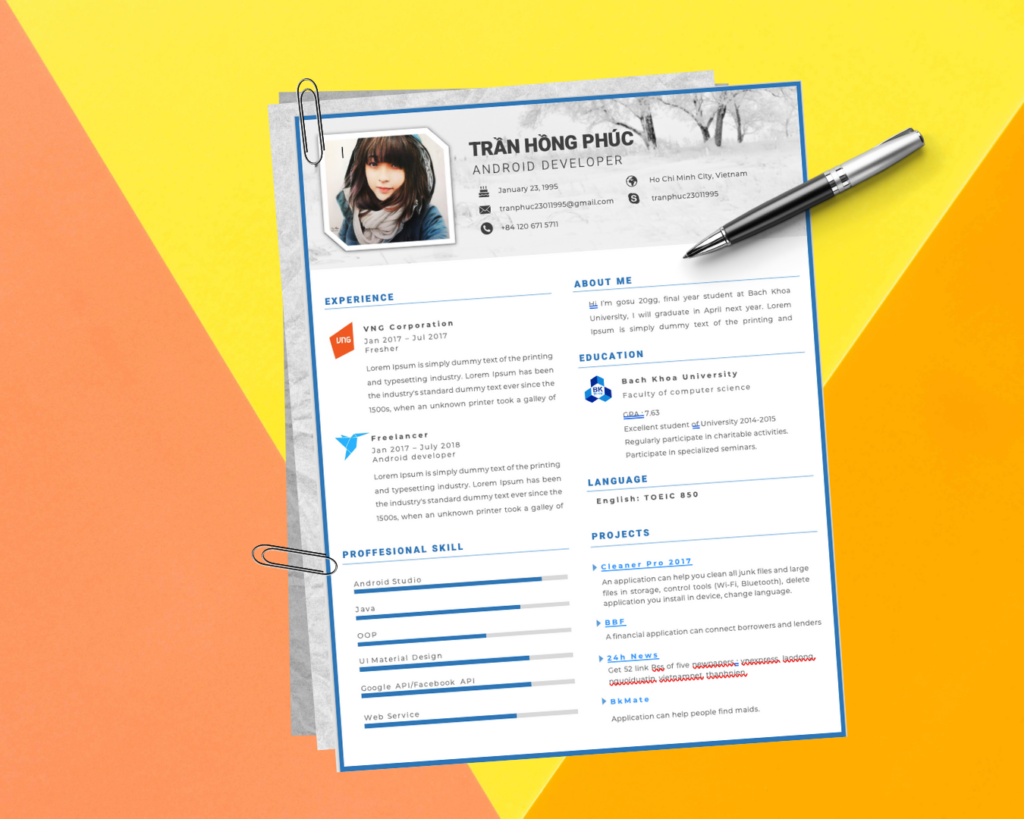 TRẦN HỒNG PHÚC
ANDROID DEVELOPER
January 23, 1995
tranphuc23011995@gmail.com
+84 120 671 5711
Ho Chi Minh City, Vietnam
tranphuc23011995
EXPERIENCE
VNG
VNG Corporation
Jan 2017 – Jul 2017
Fresher
Lorem Ipsum is simply dummy text of the printing
and typesetting industry. Lorem Ipsum has been
the industry's standard dummy text ever since the
1500s, when an unknown printer took a galley of
Freelancer
Jan 2017 – July 2018
Android developer
Lorem Ipsum is simply dummy text of the printing
and typesetting industry. Lorem Ipsum has been
the industry's standard dummy text ever since the
1500s, when an unknown printer took a galley of
PROFFESIONAL SKILL
Android Studio
Java
OOP
UI Material Design
Google API/Facebook API
Web Service
ABOUT ME
Hi I'm gosu 20gg, final year student at Bach Khoa
University, I will graduate in April next year. Lorem
Ipsum is simply dummy text of the printing and
EDUCATION
BK
Bach Khoa University
Faculty of computer science
GPA : 7.63
Excellent student of University 2014-2015
Regularly participate in charitable activities.
Participate in specialized seminars.
LANGUAGE
English: TOEIC 850
PROJECTS
Cleaner Pro 2017
An application can help you clean all junk files and large
files in storage, control tools (Wi-Fi, Bluetooth), delete
application you install in device, change language.
BBF
A financial application can connect borrowers and lenders
24h News
Get 52 link Bss of five newpapers : vnexpress, laodong,
nguoiduatin, vietnamnet, thanhnien.
BkMate
Application can help people find maids.